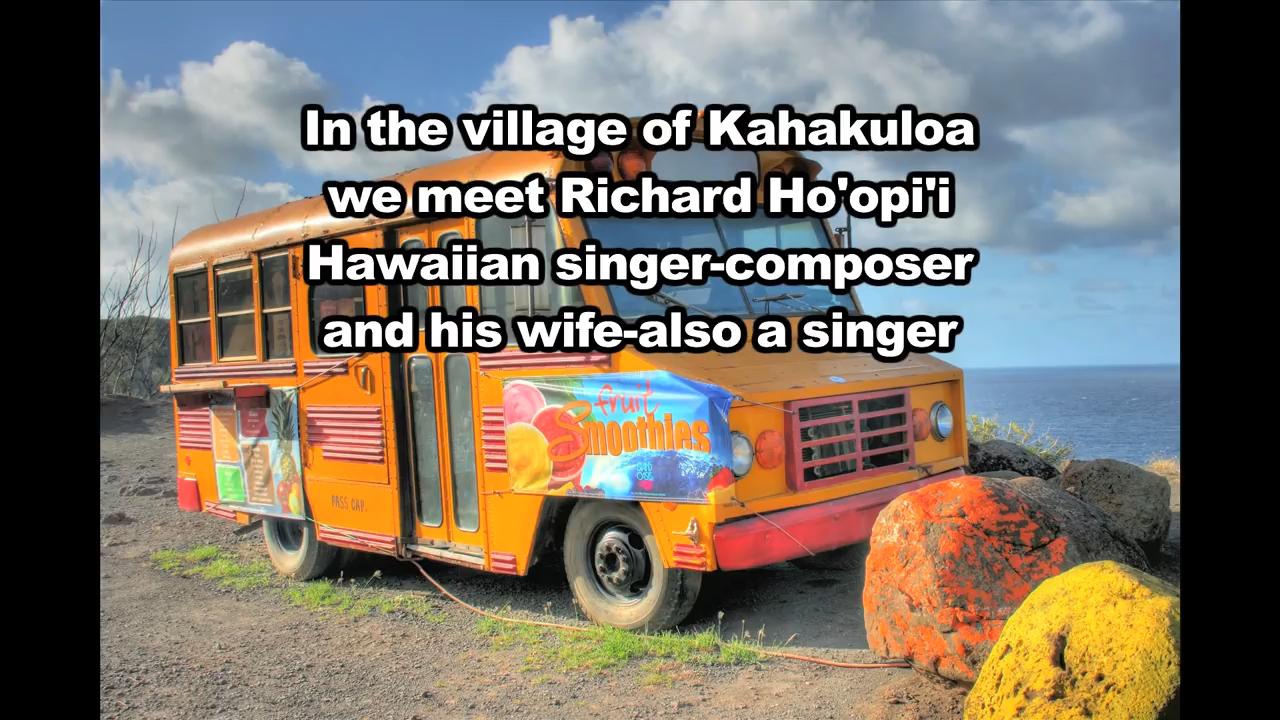 In the village of Kahakuloa
we meet Richard Ho'opi'i
Hawaiian singer-composer
and his wife-also a singer
fruit
Smoothies
PASS CAP.